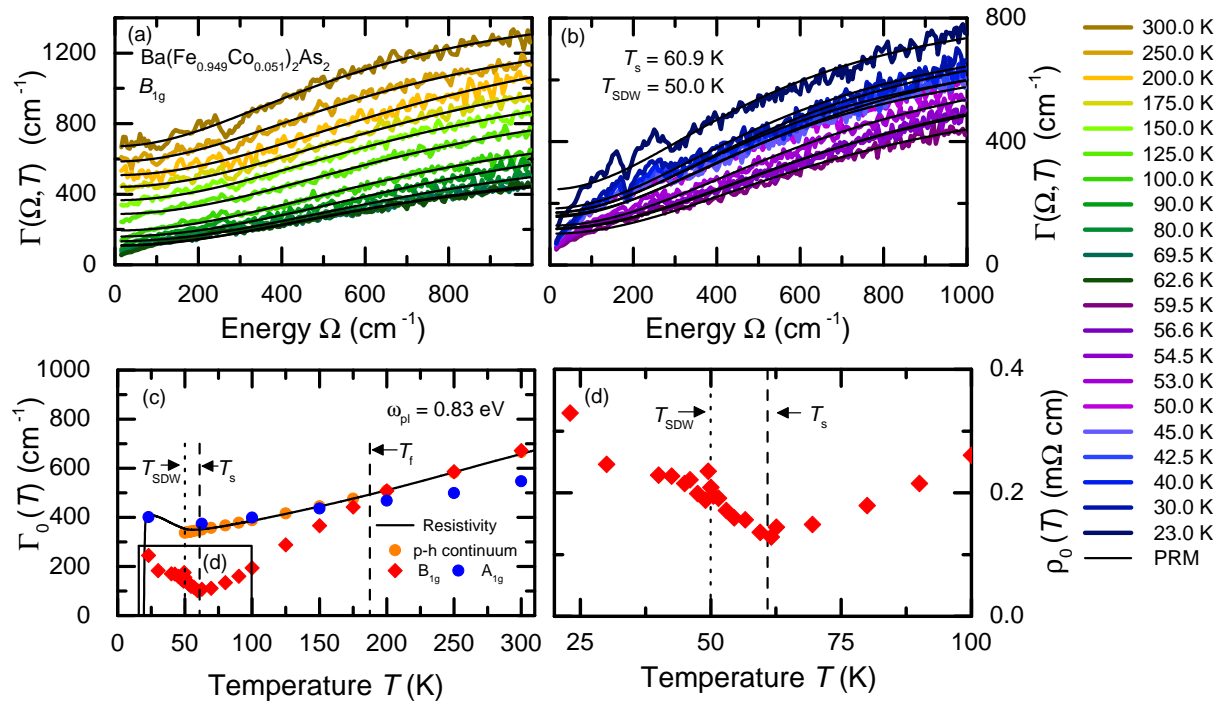 (a)
Ba(Fe0.949Co0.051)2As2
B1g
1200
800
400
0
Γ(Ω,T) (cm-1)
0 200 400 600 800
Energy Ω (cm-1)
(b)
Ts = 60.9 K
TSDW = 50.0 K
800
400
0
Γ(Ω,T) (cm-1)
0 200 400 600 800 1000
Energy Ω (cm-1)
300.0 K
250.0 K
200.0 K
175.0 K
150.0 K
125.0 K
100.0 K
90.0 K
80.0 K
69.5 K
62.6 K
59.5 K
56.6 K
54.5 K
53.0 K
50.0 K
45.0 K
42.5 K
40.0 K
30.0 K
23.0 K
PRM
(c)
ωpl = 0.83 eV
TSDW
Ts
Tf
Resistivity
p-h continuum
B1g
A1g
(d)
1000
800
600
400
200
0
Γ0(T) (cm-1)
0 50 100 150 200 250 300
Temperature T (K)
(d)
TSDW
Ts
0.4
0.2
0.0
ρ0(T) (mΩ cm)
25 50 75 100
Temperature T (K)